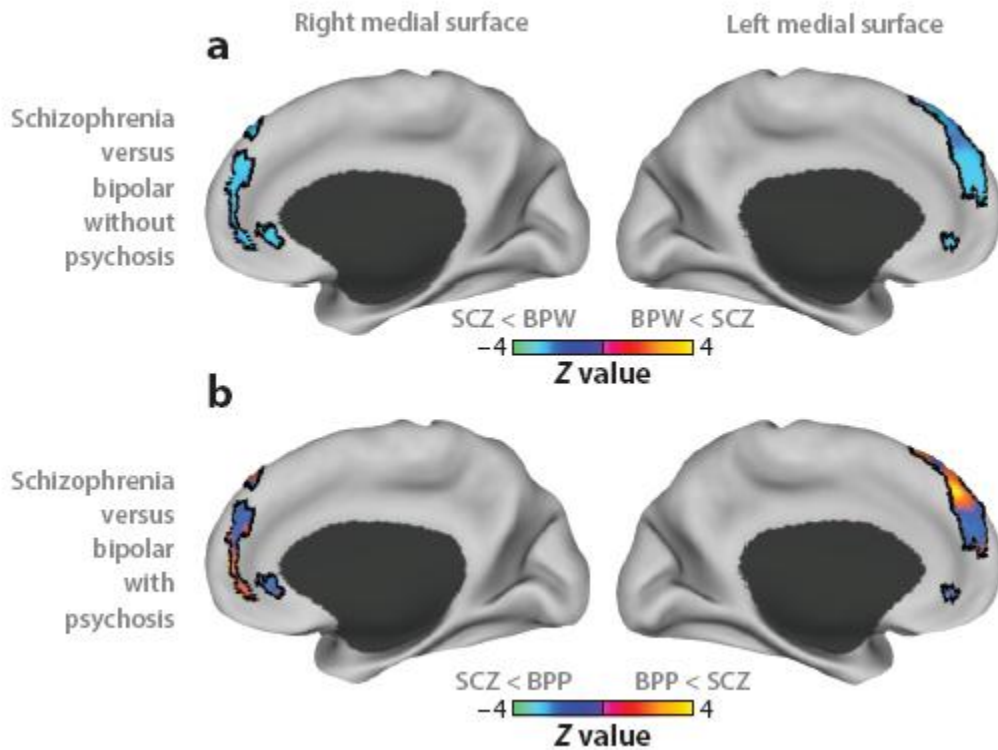 Right medial surface
Left medial surface
a
Schizophrenia
versus
bipolar
without
psychosis
SCZ < BPW
BPW < SCZ
−4
4
Z value
b
Schizophrenia
versus
bipolar
with
psychosis
SCZ < BPP
BPP < SCZ
−4
4
Z value